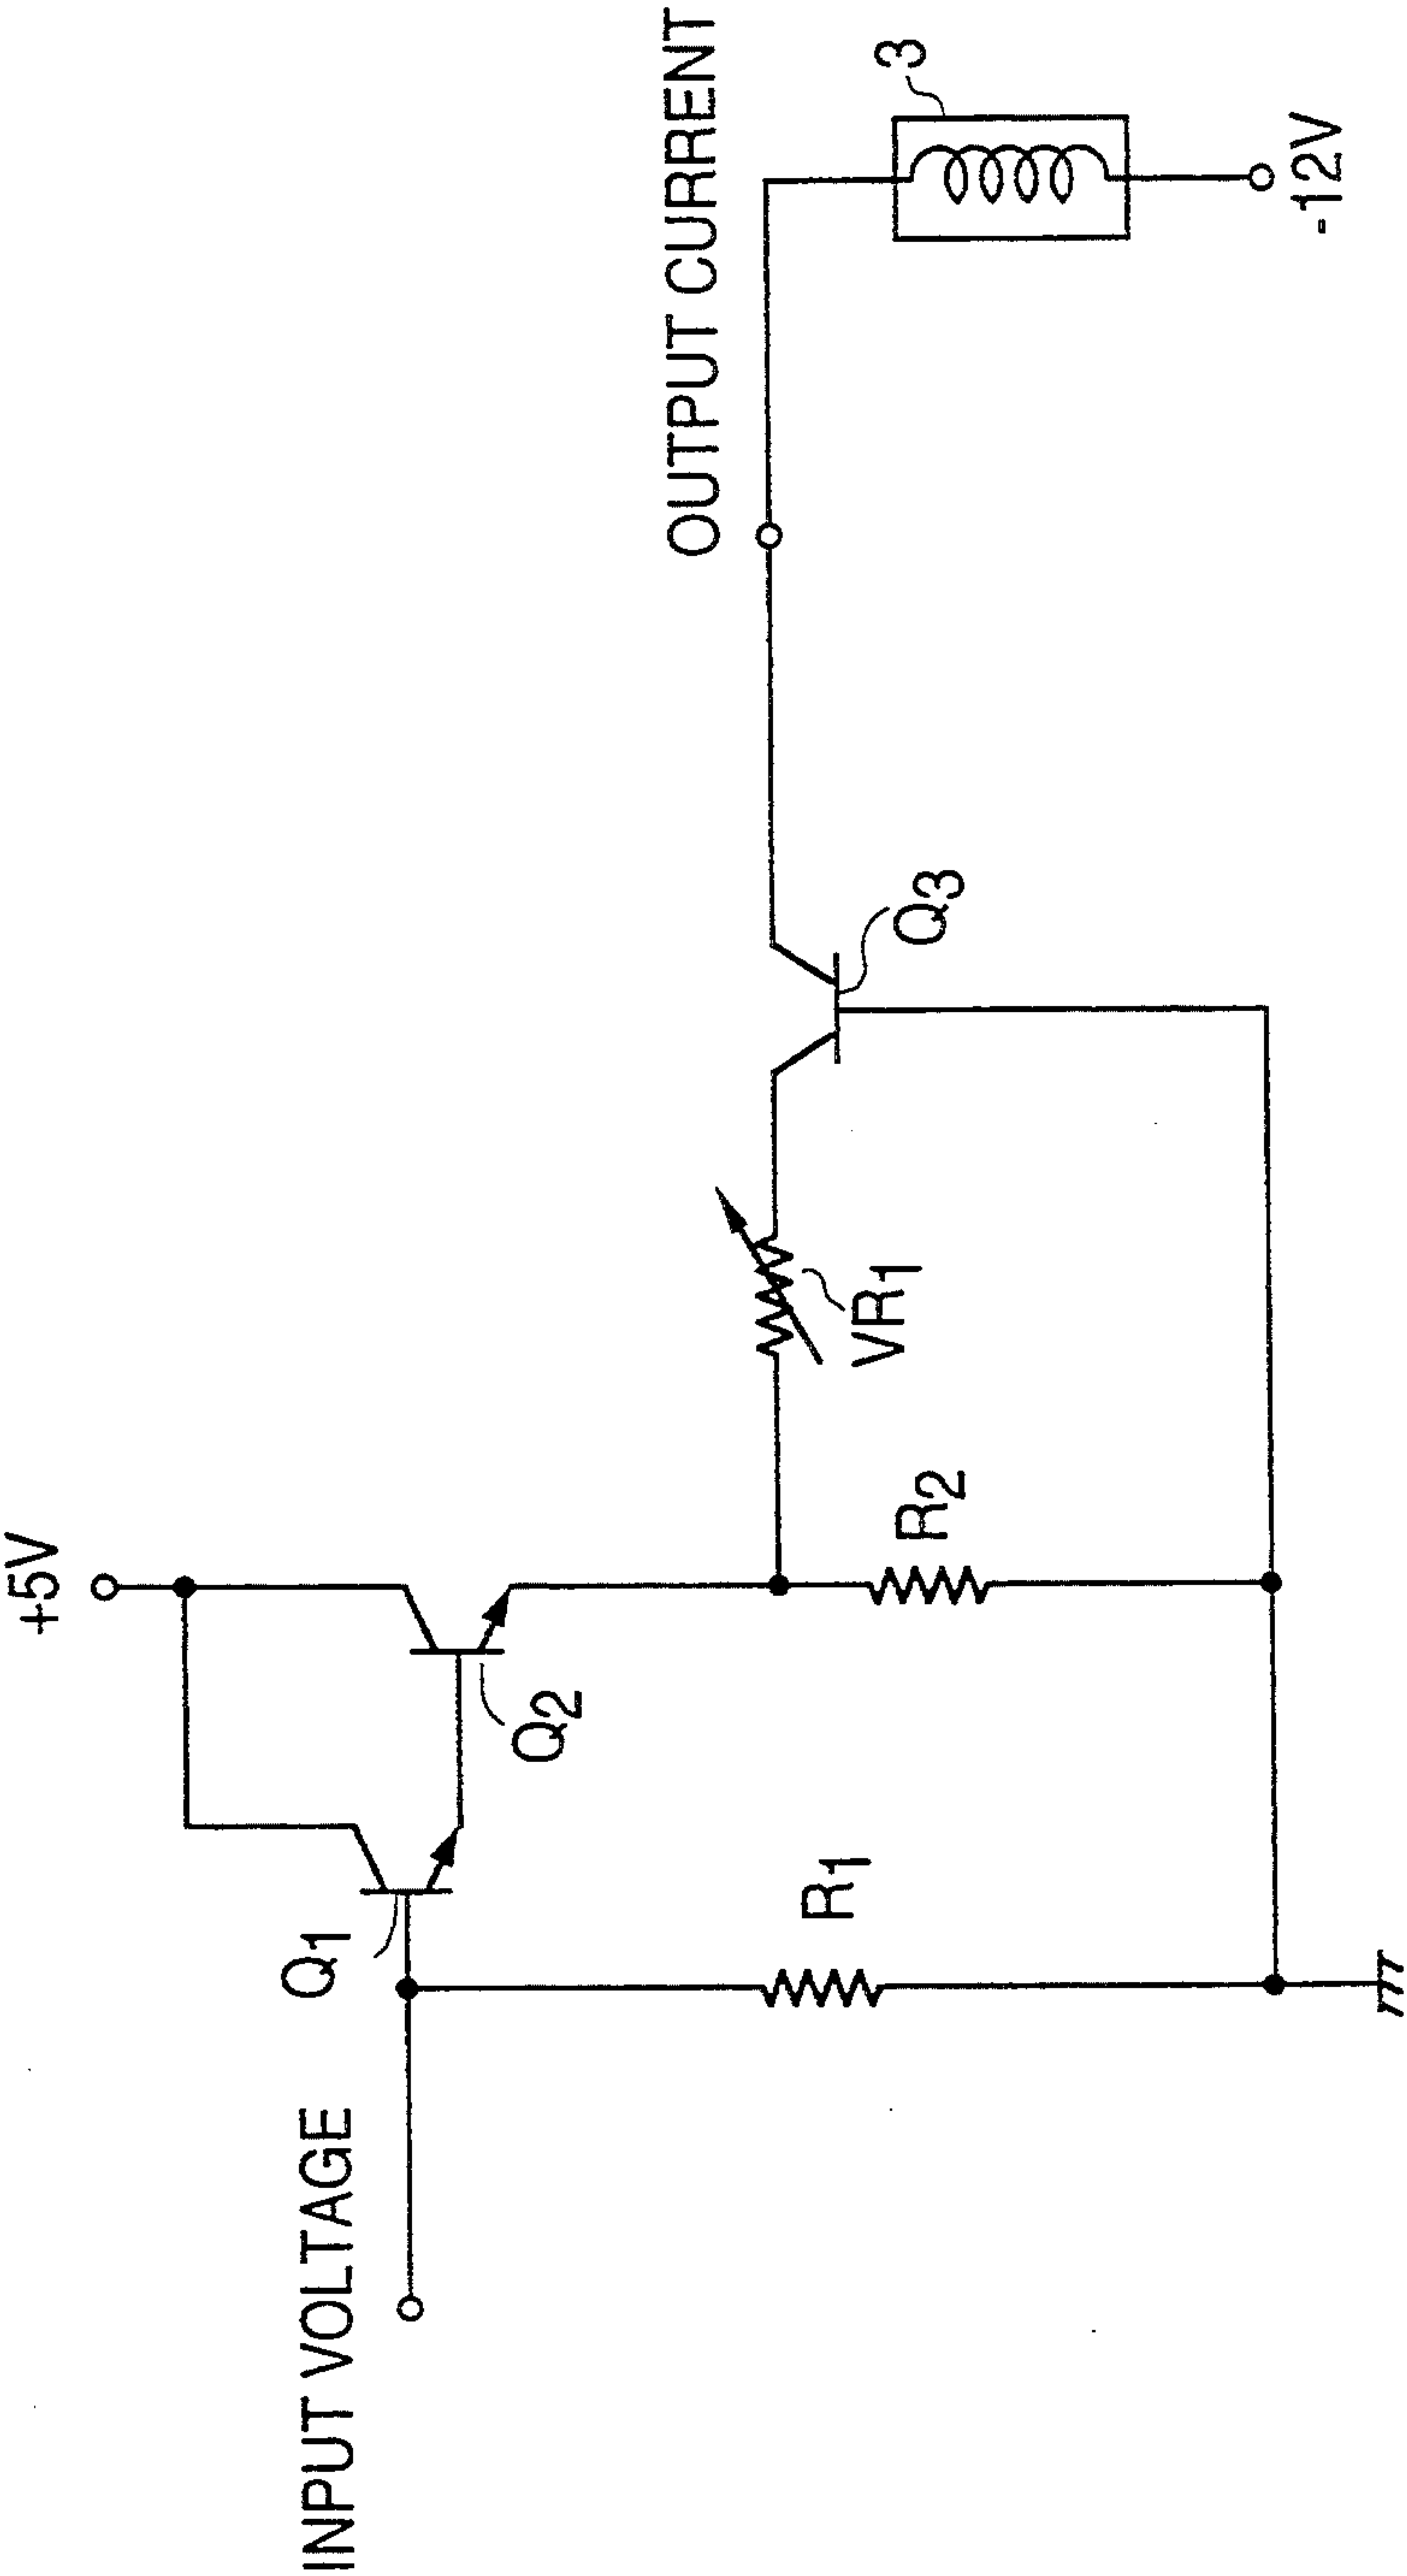 +5V
INPUT VOLTAGE
Q1
Q2
R1
R2
VR1
Q3
OUTPUT CURRENT
3
-12V